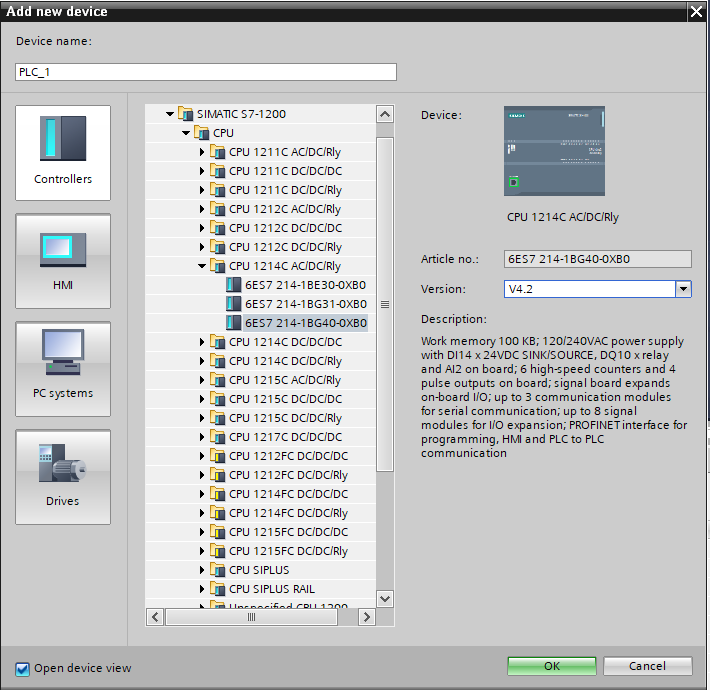 Add new device
Device name:
PLC_1
Controllers
HMI
PC systems
Drives
SIMATIC S7-1200
CPU
CPU 1211C AC/DC/Rly
CPU 1211C DC/DC/DC
CPU 1211C DC/DC/Rly
CPU 1212C AC/DC/Rly
CPU 1212C DC/DC/DC
CPU 1212C DC/DC/Rly
CPU 1214C AC/DC/Rly
6ES7 214-1BE30-0XB0
6ES7 214-1BG31-0XB0
6ES7 214-1BG40-0XB0
CPU 1214C DC/DC/DC
CPU 1214C DC/DC/Rly
CPU 1215C AC/DC/Rly
CPU 1215C DC/DC/DC
CPU 1215C DC/DC/Rly
CPU 1217C DC/DC/DC
CPU 1212FC DC/DC/DC
CPU 1212FC DC/DC/Rly
CPU 1214FC DC/DC/DC
CPU 1214FC DC/DC/Rly
CPU 1215FC DC/DC/DC
CPU 1215FC DC/DC/Rly
CPU SIPLUS
CPU SIPLUS RAIL
Unspecified CPU 1200
Device:
CPU 1214C AC/DC/Rly
Article no.:
6ES7 214-1BG40-0XB0
Version:
V4.2
Description:
Work memory 100 KB; 120/240VAC power supply
with DI14 x 24VDC SINK/SOURCE, DQ10 x relay
and AI2 on board; 6 high-speed counters and 4
pulse outputs on board; signal board expands
on-board I/O; up to 3 communication modules
for serial communication; up to 8 signal
modules for I/O expansion; PROFINET interface for
programming, HMI and PLC to PLC
communication
Open device view
OK
Cancel